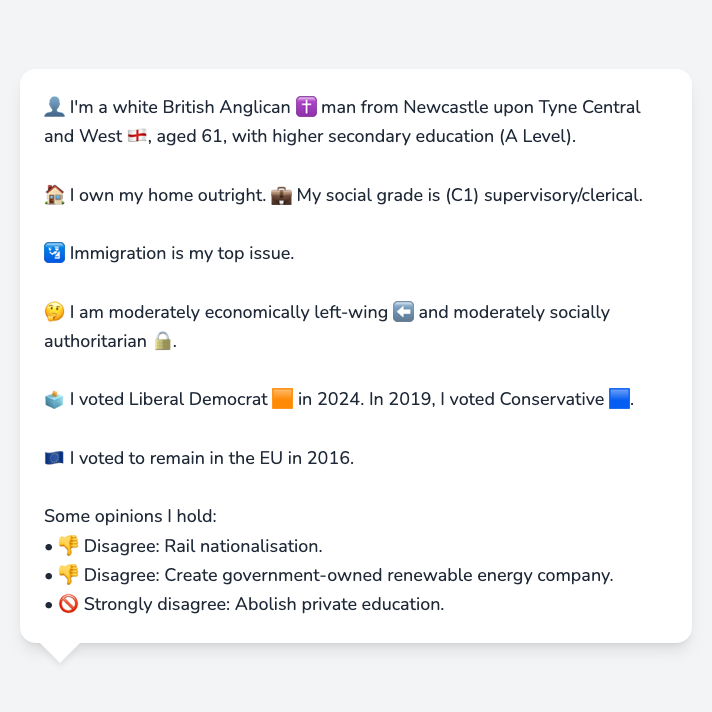 👤 I'm a white British Anglican ✝️ man from Newcastle upon Tyne Central
and West 🏴󠁧󠁢󠁥󠁮󠁧󠁿, aged 61, with higher secondary education (A Level).
🏠 I own my home outright. 💼 My social grade is (C1) supervisory/clerical.
🛂 Immigration is my top issue.
🤔 I am moderately economically left-wing ⬅️ and moderately socially
authoritarian 🔒.
🗳️ I voted Liberal Democrat 🟧 in 2024. In 2019, I voted Conservative 🟦.
🇪🇺 I voted to remain in the EU in 2016.
Some opinions I hold:
• 👎 Disagree: Rail nationalisation.
• 👎 Disagree: Create government-owned renewable energy company.
• 🚫 Strongly disagree: Abolish private education.